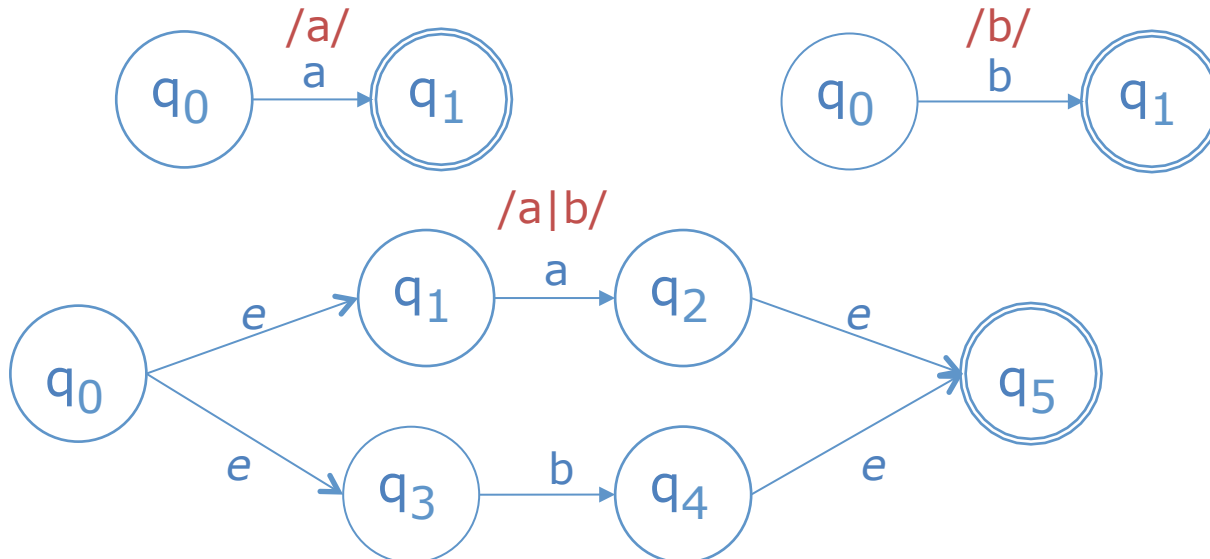 /a/
/b/
q0 a q1
q0 b q1
/a|b/
q1 a q2
e e
q0 q5
e e
q3 b q4